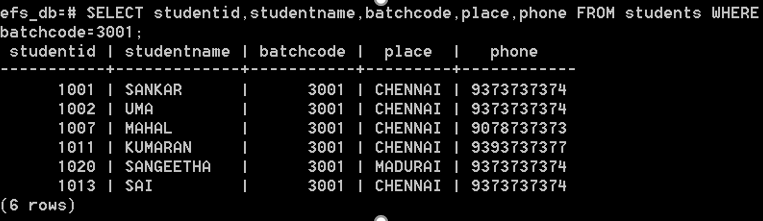 efs_db=# SELECT studentid,studentname,batchcode,place,phone FROM students WHERE
batchcode=3001;
 studentid | studentname | batchcode |  place  |   phone
-----------+-------------+-----------+---------+------------
      1001 | SANKAR      |      3001 | CHENNAI | 9373737374
      1002 | UMA         |      3001 | CHENNAI | 9373737374
      1007 | MAHAL       |      3001 | CHENNAI | 9078737373
      1011 | KUMARAN     |      3001 | CHENNAI | 9393737377
      1020 | SANGEETHA   |      3001 | MADURAI | 9373737374
      1013 | SAI         |      3001 | CHENNAI | 9373737374
(6 rows)